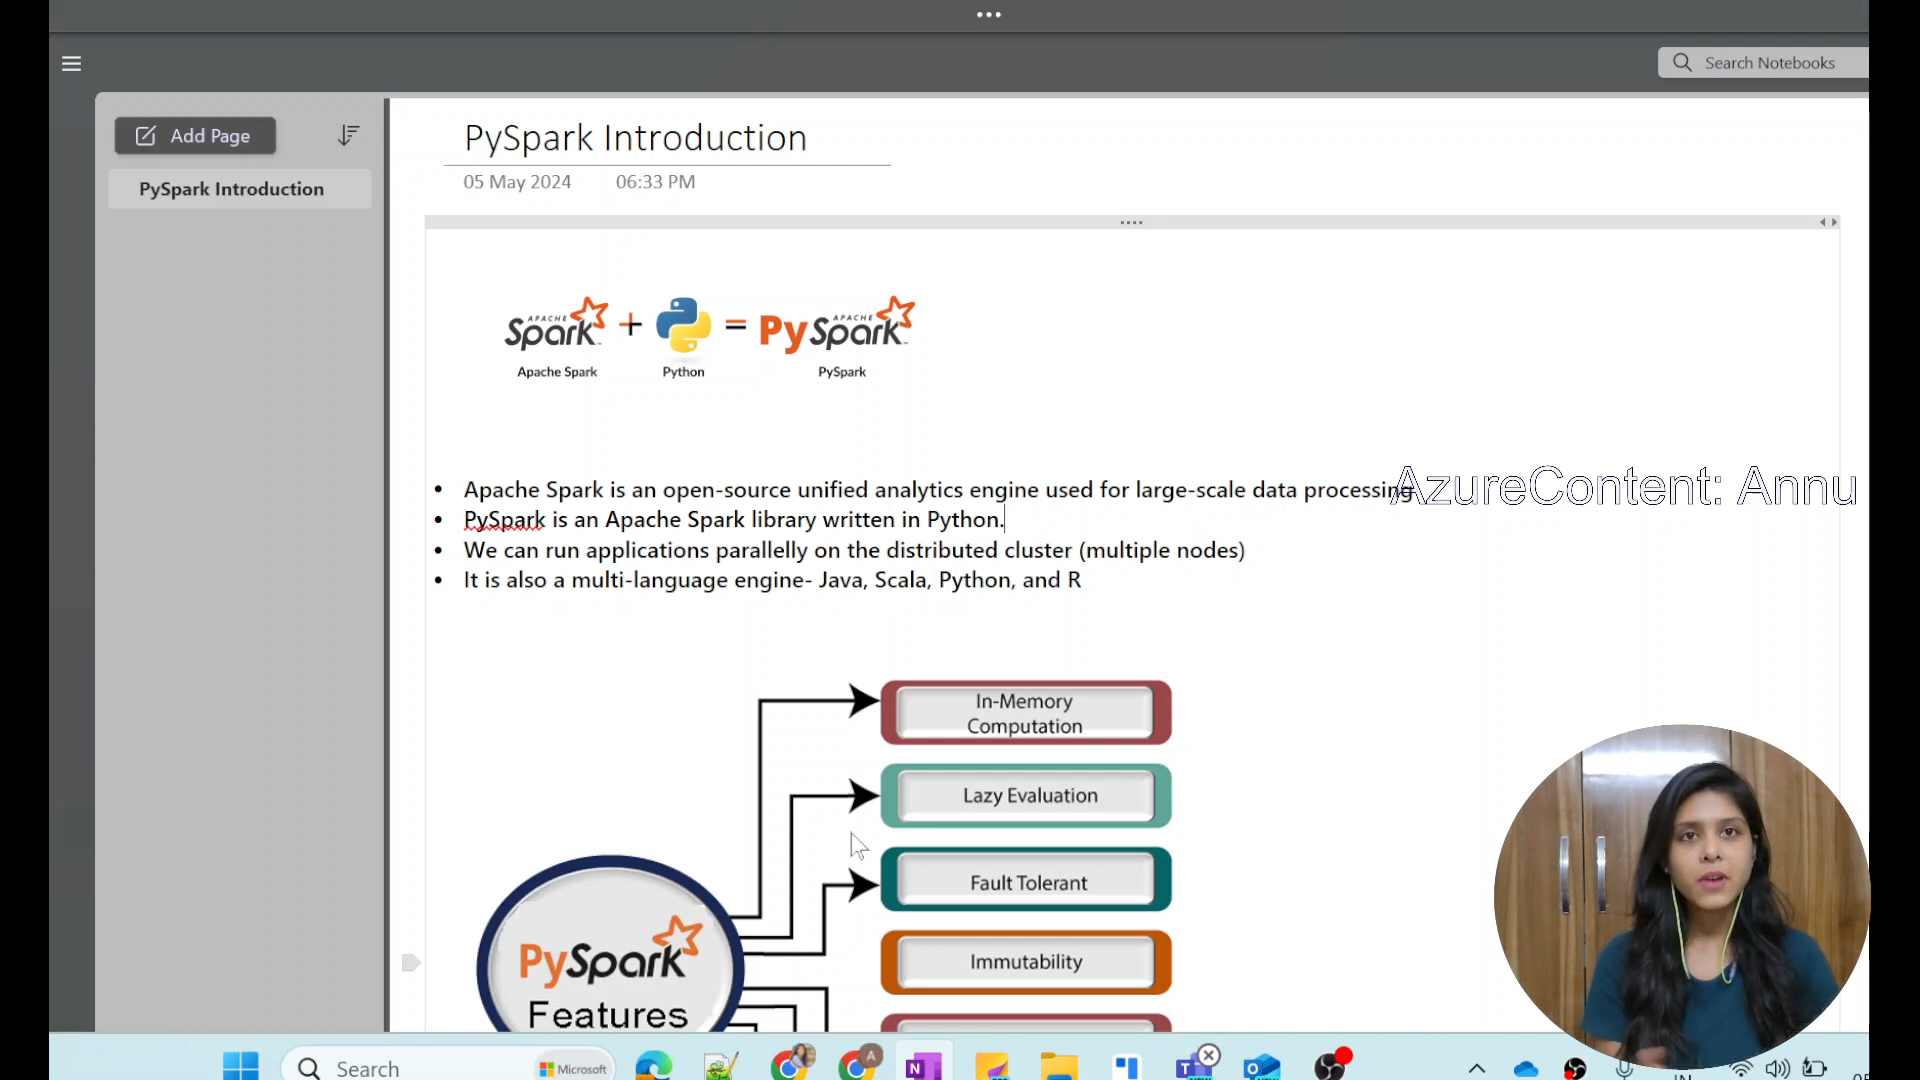 Search Notebooks
Add Page
PySpark Introduction
PySpark Introduction
05 May 2024 06:33 PM
APACHE Spark + = Py APACHE Spark
Apache Spark Python PySpark
• Apache Spark is an open-source unified analytics engine used for large-scale data processing
AzureContent: Annu
• PySpark is an Apache Spark library written in Python.
• We can run applications parallelly on the distributed cluster (multiple nodes)
• It is also a multi-language engine- Java, Scala, Python, and R
In-Memory
Computation
Lazy Evaluation
Fault Tolerant
Immutability
PySpark
Features
Search
Microsoft